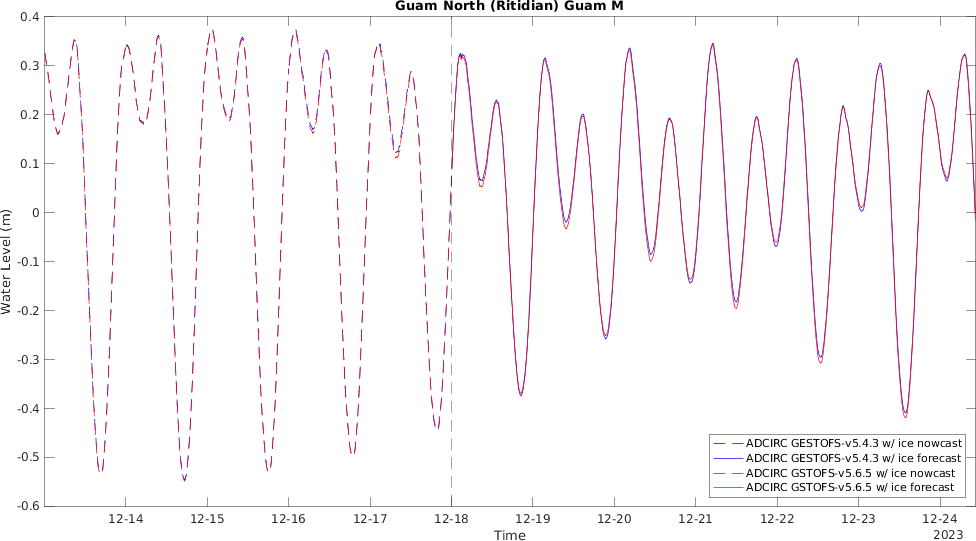 Guam North (Ritidian) Guam M
0.4
0.3
0.2
0.1
0
-0.1
-0.2
-0.3
-0.4
-0.5
-0.6
Water Level (m)
ADCIRC GESTOFS-v5.4.3 w/ ice nowcast
ADCIRC GESTOFS-v5.4.3 w/ ice forecast
ADCIRC GSTOFS-v5.6.5 w/ ice nowcast
ADCIRC GSTOFS-v5.6.5 w/ ice forecast
12-14 12-15 12-16 12-17 12-18 12-19 12-20 12-21 12-22 12-23 12-24
Time
2023